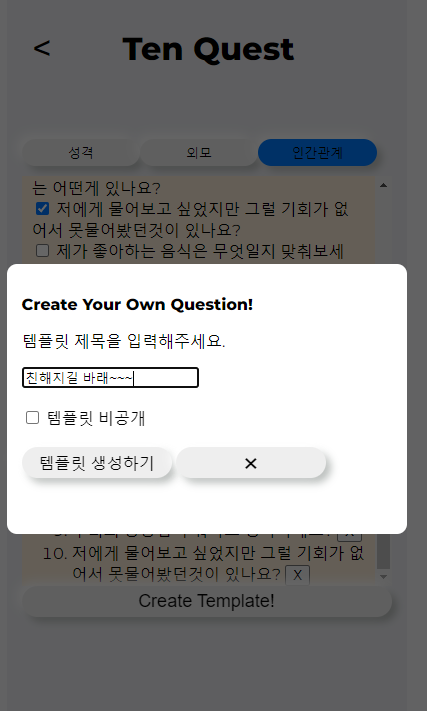 < Ten Quest
성격 외모 인간관계
는 어떤게 있나요?
저에게 물어보고 싶었지만 그럴 기회가 없
어서 못물어봤던것이 있나요?
제가 좋아하는 음식은 무엇일지 맞춰보세
Create Your Own Question!
템플릿 제목을 입력해주세요.
친해지길 바래~~~
템플릿 비공개
템플릿 생성하기 ✕
10. 저에게 물어보고 싶었지만 그럴 기회가 없
어서 못물어봤던것이 있나요? X
Create Template!